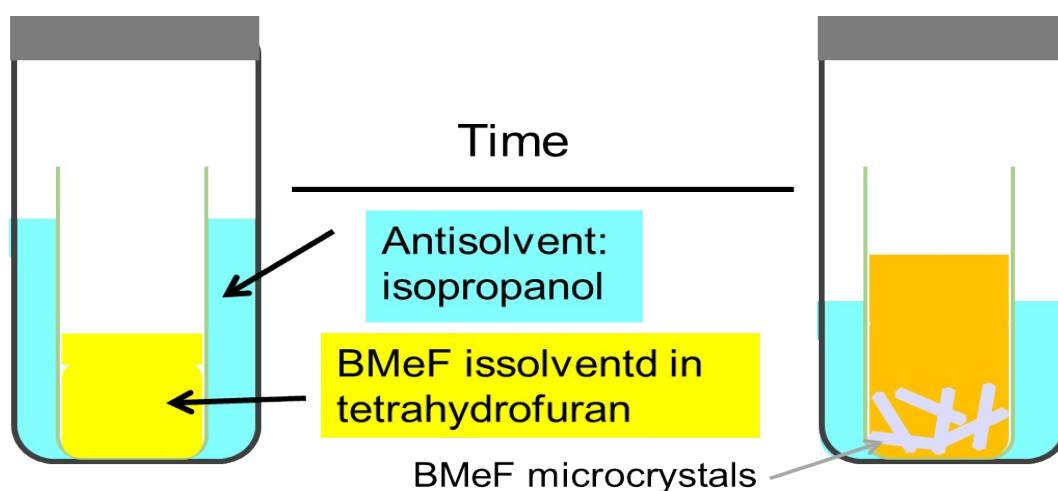 Time
Antisolvent:
isopropanol
BMeF issolventd in
tetrahydrofuran
BMeF microcrystals